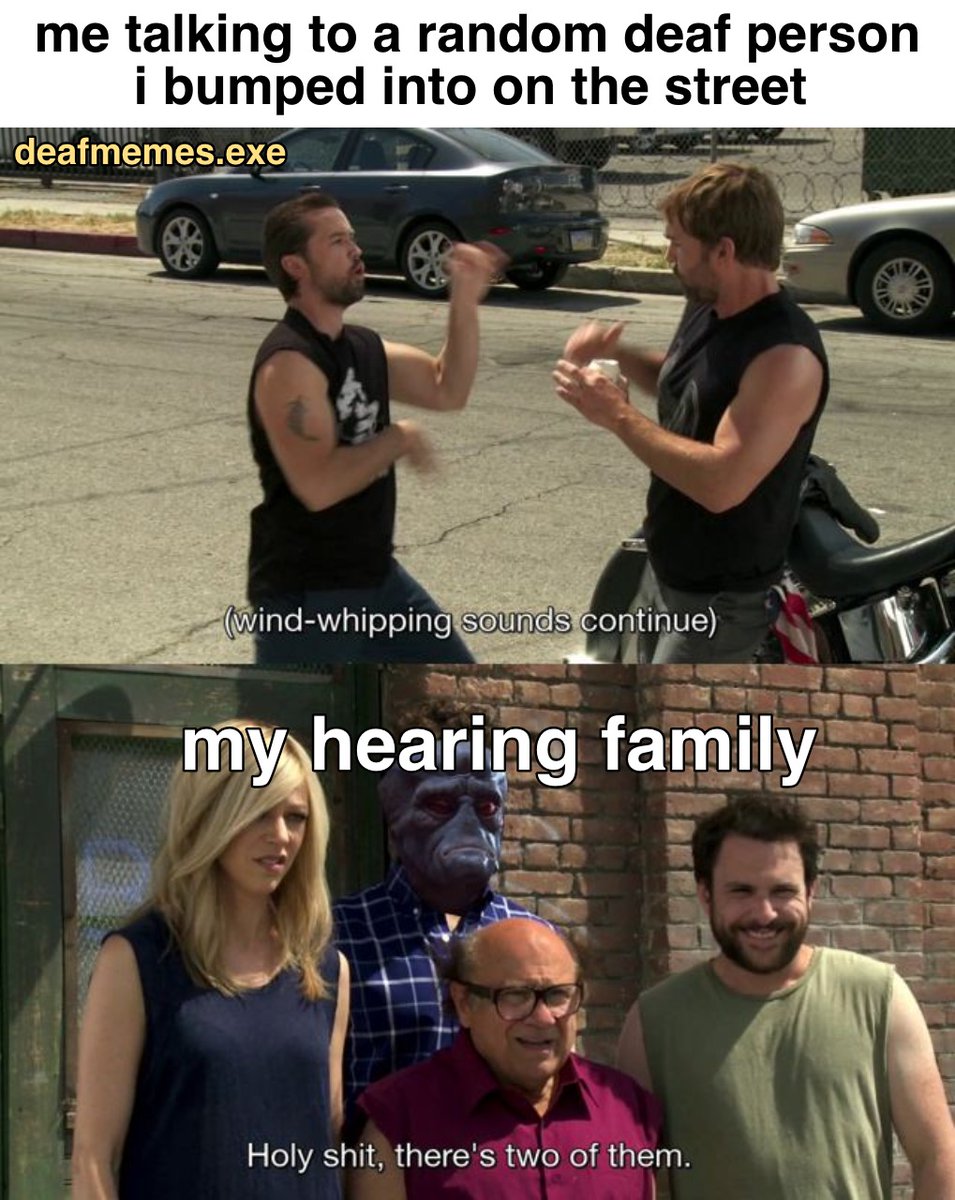 me talking to a random deaf person
i bumped into on the street
deafmemes.exe
(wind-whipping sounds continue)
my hearing family
Holy shit, there's two of them.